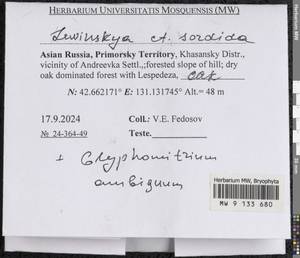 HERBARIUM UNIVERSITATIS MOSQUENSIS (MW)
Lewinskya cf. sordida
Asian Russia, Primorsky Territory, Khasansky Distr.,
vicinity of Andreevka Settl.,;forested slope of hill; dry
oak dominated forest with Lespedeza, oak
N: 42.662171° E: 131.131745° Alt.= 48 m
17.9.2024 Coll.: V.E. Fedosov
№ 24-364-49 Teste.
± Glyphomitrium
ambiguum
Herbarium MW, Bryophyta
MW 9 133 680